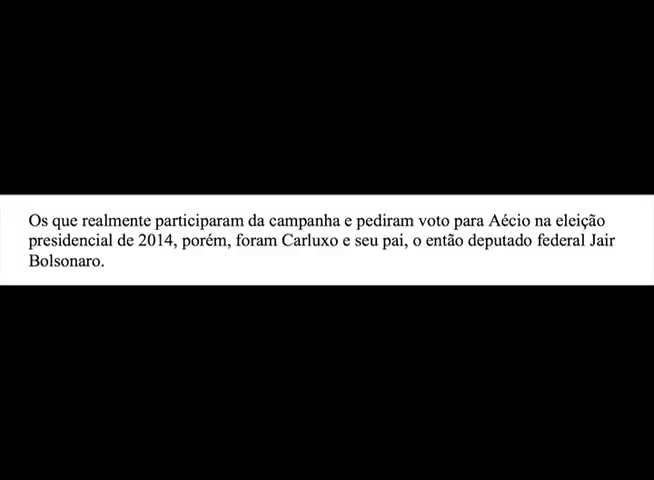 Os que realmente participaram da campanha e pediram voto para Aécio na eleição
presidencial de 2014, porém, foram Carluxo e seu pai, o então deputado federal Jair
Bolsonaro.